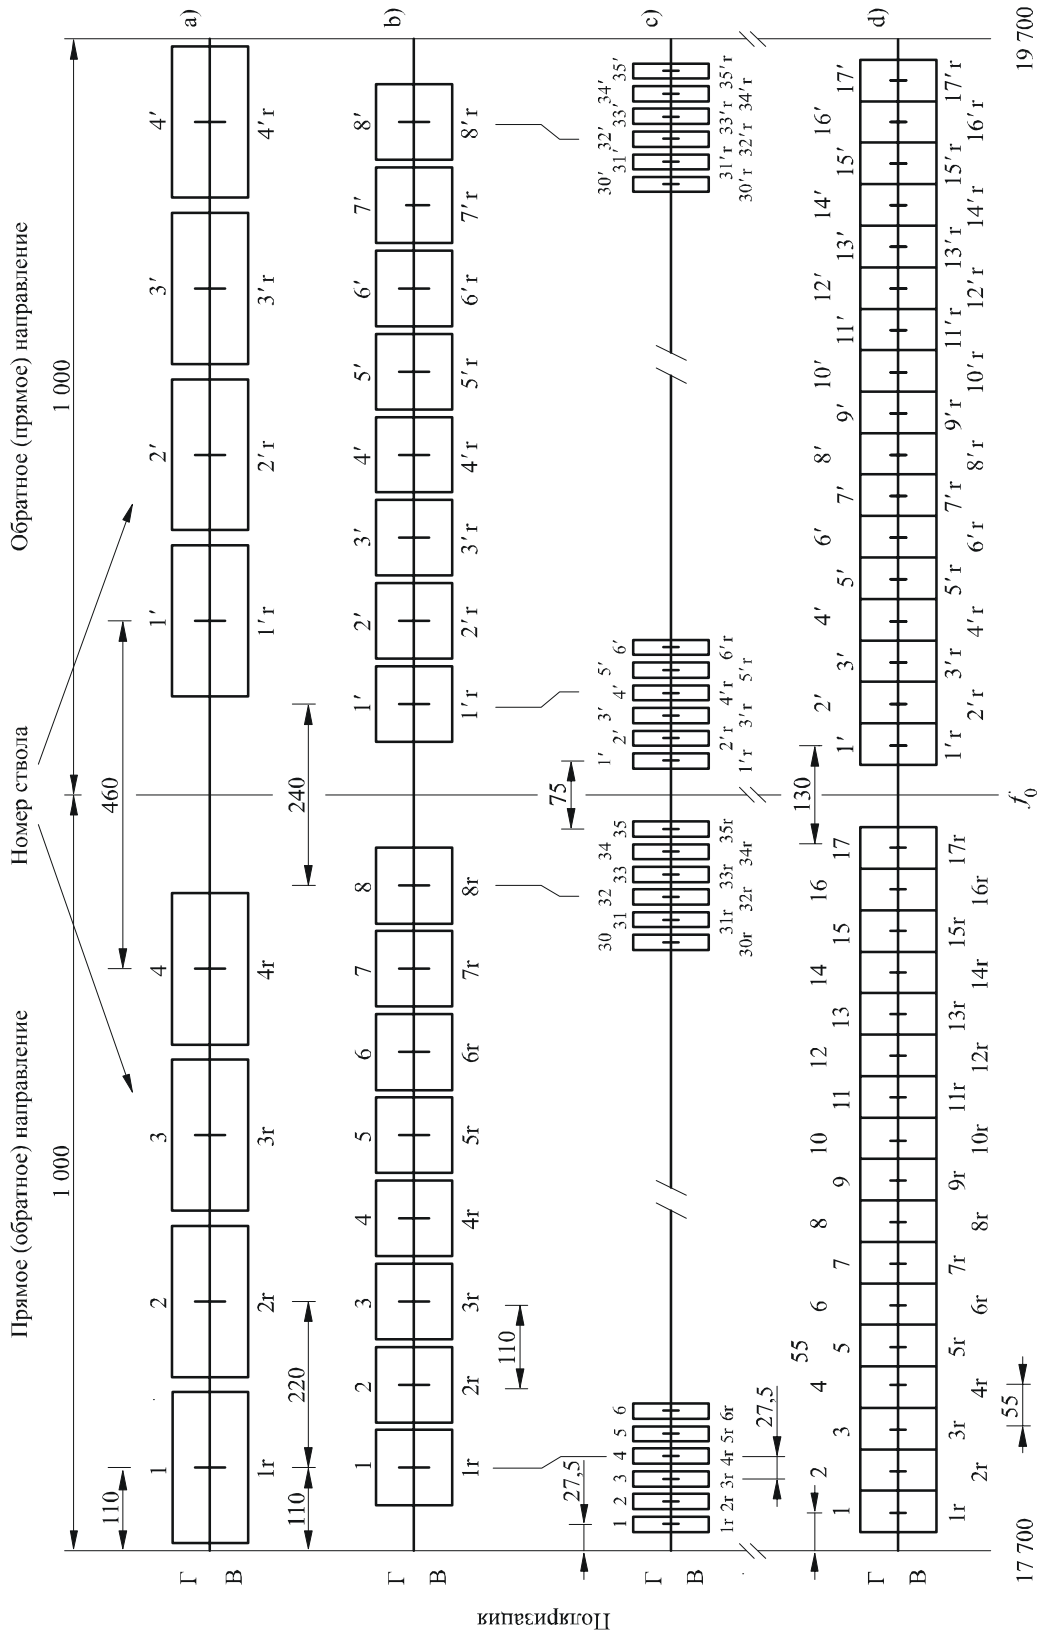 Прямое (обратное) направление
Номер ствола
Обратное (прямое) направление
1 000
1 000
110
460
1 2 3 4 1′ 2′ 3′ 4′
a)
Г
В
1r 2r 3r 4r 1′r 2′r 3′r 4′r
110
220
240
1 2 3 4 5 6 7 8 1′ 2′ 3′ 4′ 5′ 6′ 7′ 8′
b)
Г
В
1r 2r 3r 4r 5r 6r 7r 8r 1′r 2′r 3′r 4′r 5′r 6′r 7′r 8′r
110
27,5
75
1 2 3 4 5 6 30 31 32 33 34 35 1′ 2′ 3′ 4′ 5′ 6′ 30′ 31′ 32′ 33′ 34′ 35′
c)
Г
В
1r 2r 3r 4r 5r 6r 30r 31r 32r 33r 34r 35r 1′r 2′r 3′r 4′r 5′r 6′r 30′r 31′r 32′r 33′r 34′r 35′r
27,5
55
130
1 2 3 4 5 6 7 8 9 10 11 12 13 14 15 16 17 1′ 2′ 3′ 4′ 5′ 6′ 7′ 8′ 9′ 10′ 11′ 12′ 13′ 14′ 15′ 16′ 17′
d)
Г
В
1r 2r 3r 4r 5r 6r 7r 8r 9r 10r 11r 12r 13r 14r 15r 16r 17r 1′r 2′r 3′r 4′r 5′r 6′r 7′r 8′r 9′r 10′r 11′r 12′r 13′r 14′r 15′r 16′r 17′r
55
17 700
f₀
19 700
Поляризация